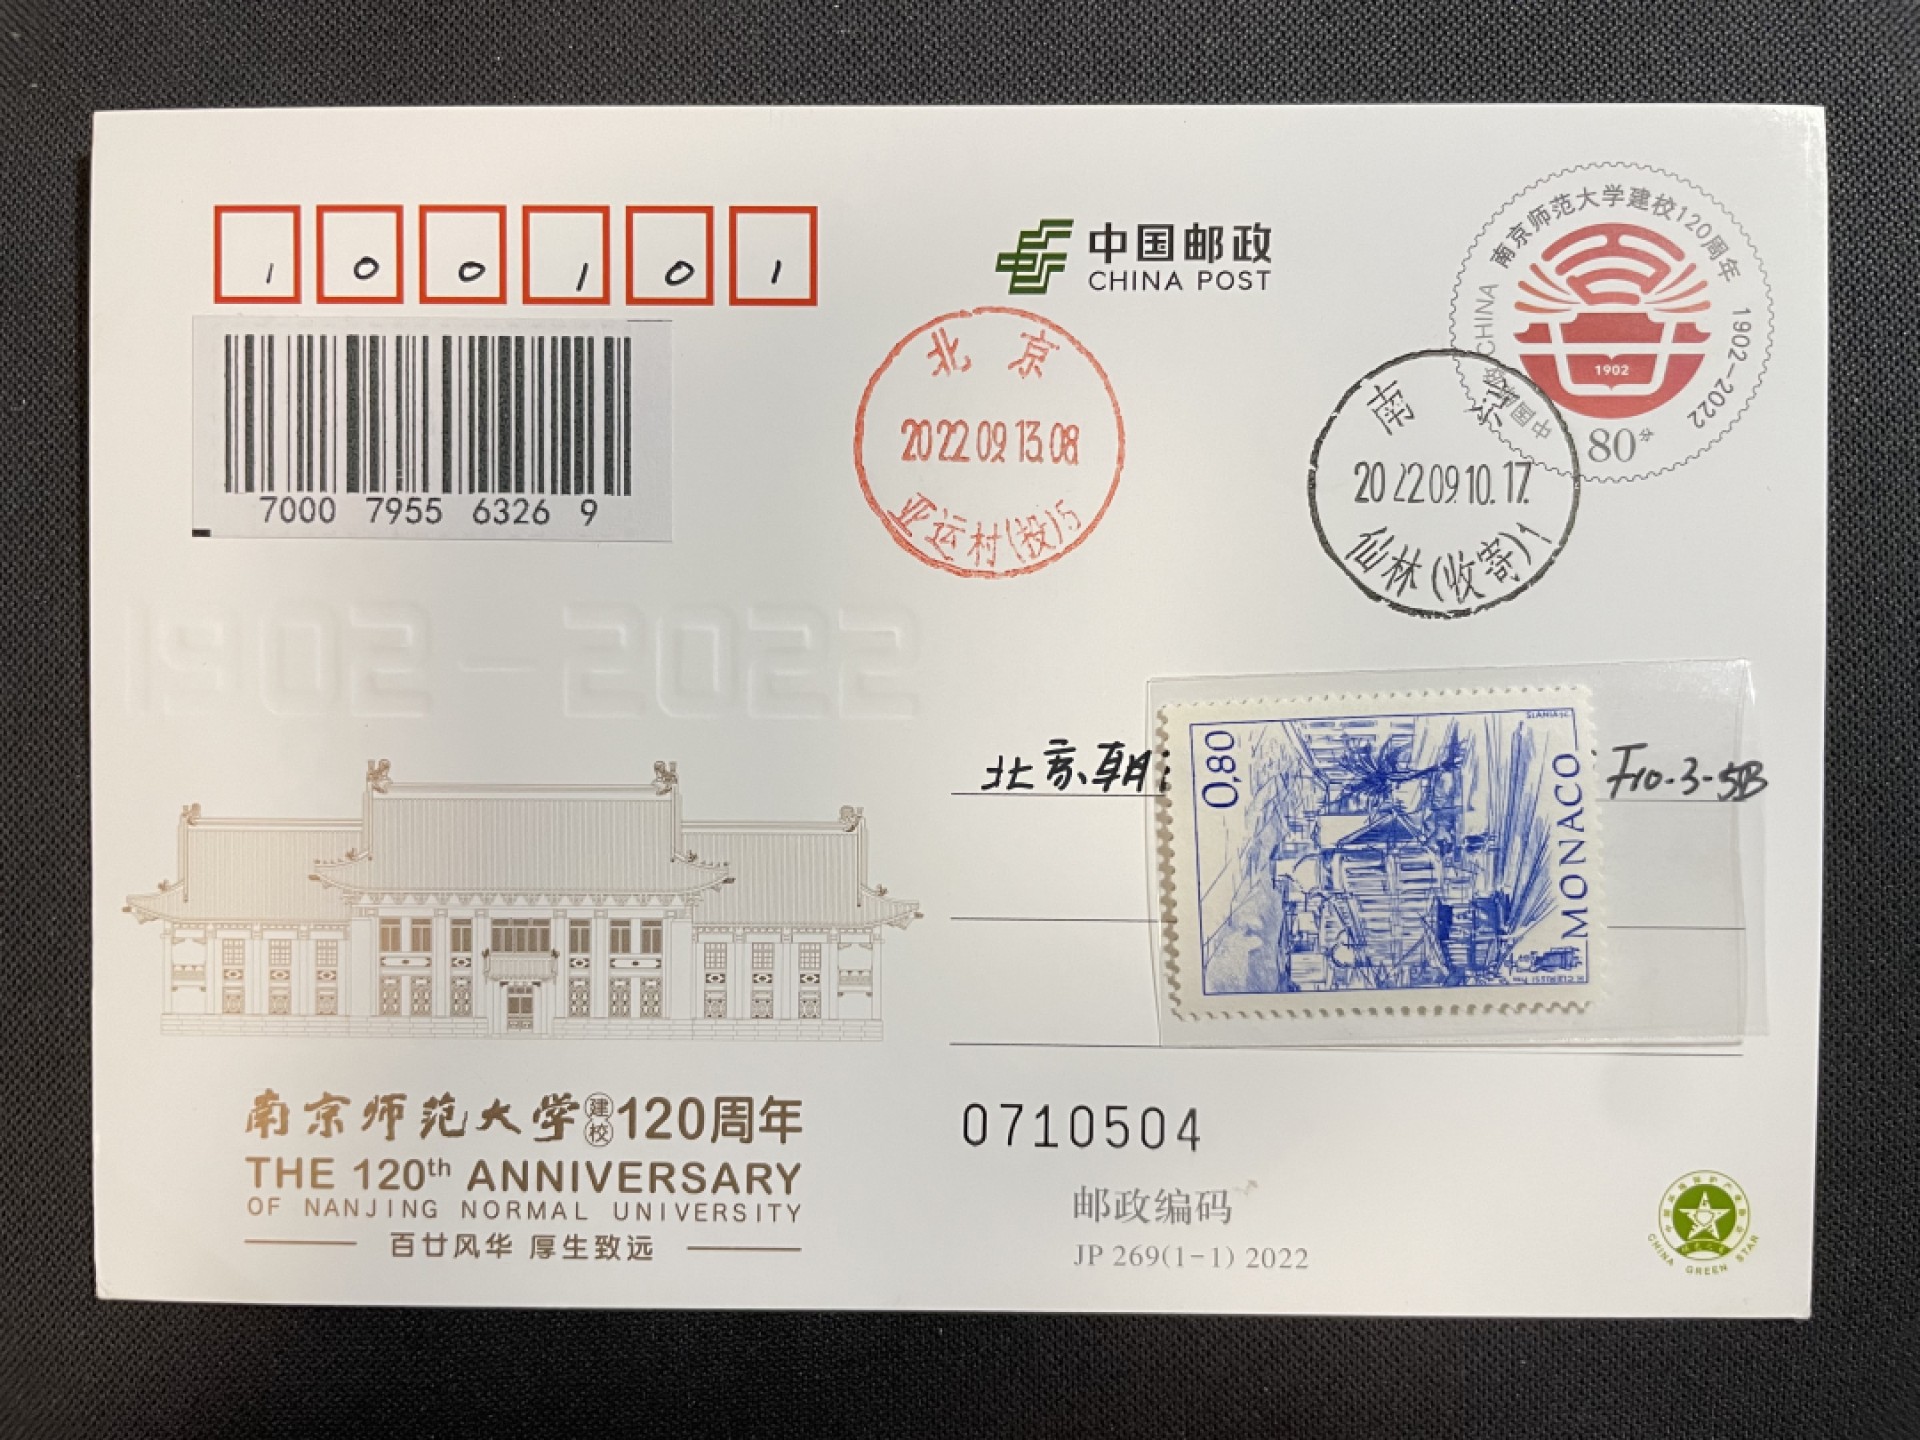 1 0 0 1 0 1
中国邮政
CHINA POST
南京师范大学建校120周年 1902-2022
中国邮政 CHINA
1902
80分
7000 7955 6326 9
北京
2022.09.13.08
亚运村(投)5
南京
2022.09.10.17
仙林(收寄)1
1902-2022
北京朝
F10-3-5B
0,80
SLANIA SC.
MONACO
南京师范大学建校120周年
THE 120th ANNIVERSARY
OF NANJING NORMAL UNIVERSITY
百廿风华 厚生致远
0710504
邮政编码
JP 269(1-1) 2022
CHINA GREEN STAR